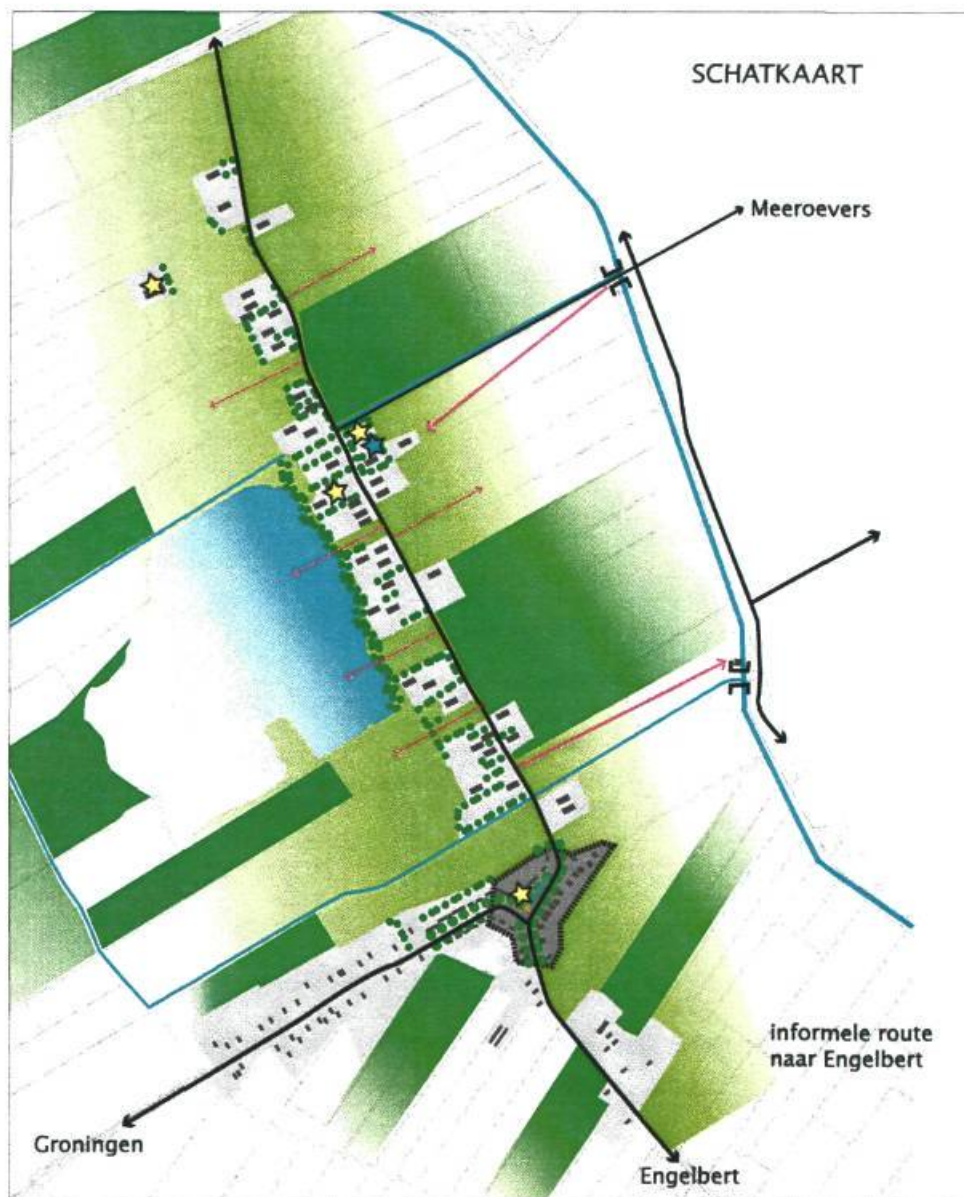 SCHATKAART
Meeroevers
informele route
naar Engelbert
Groningen
Engelbert